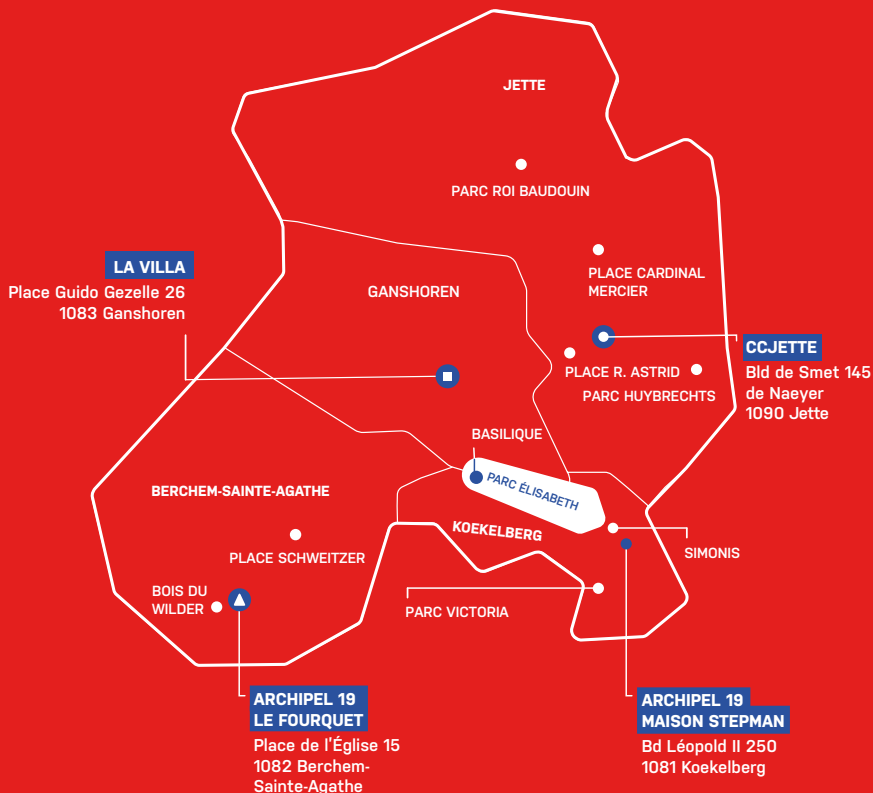 JETTE
PARC ROI BAUDOUIN
LA VILLA
Place Guido Gezelle 26
1083 Ganshoren
GANSHOREN
PLACE CARDINAL
MERCIER
CCJETTE
Bld de Smet 145
de Naeyer
1090 Jette
PLACE R. ASTRID
PARC HUYBRECHTS
BASILIQUE
PARC ÉLISABETH
BERCHEM-SAINTE-AGATHE
KOEKELBERG
PLACE SCHWEITZER
SIMONIS
BOIS DU
WILDER
PARC VICTORIA
ARCHIPEL 19
LE FOURQUET
Place de l'Église 15
1082 Berchem-
Sainte-Agathe
ARCHIPEL 19
MAISON STEPMAN
Bd Léopold II 250
1081 Koekelberg